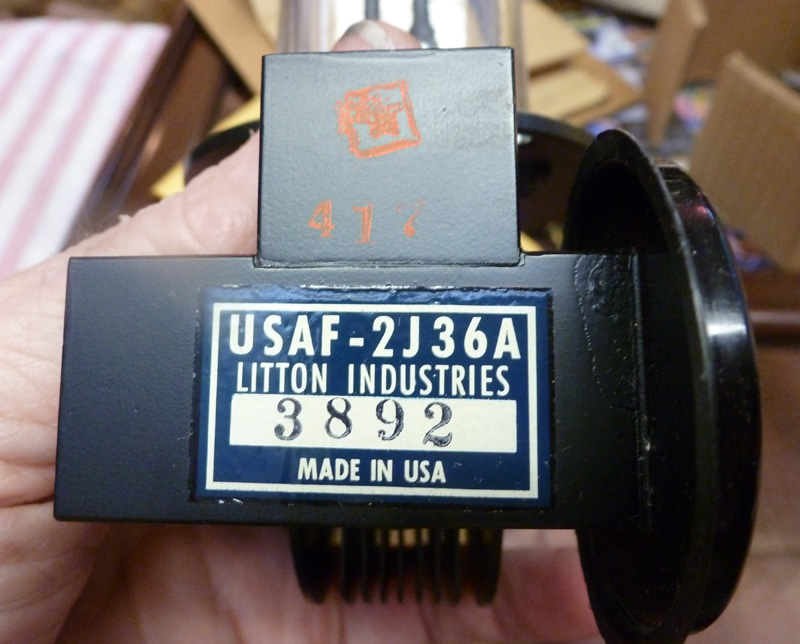 417
USAF-2J36A
LITTON INDUSTRIES
3892
MADE IN USA